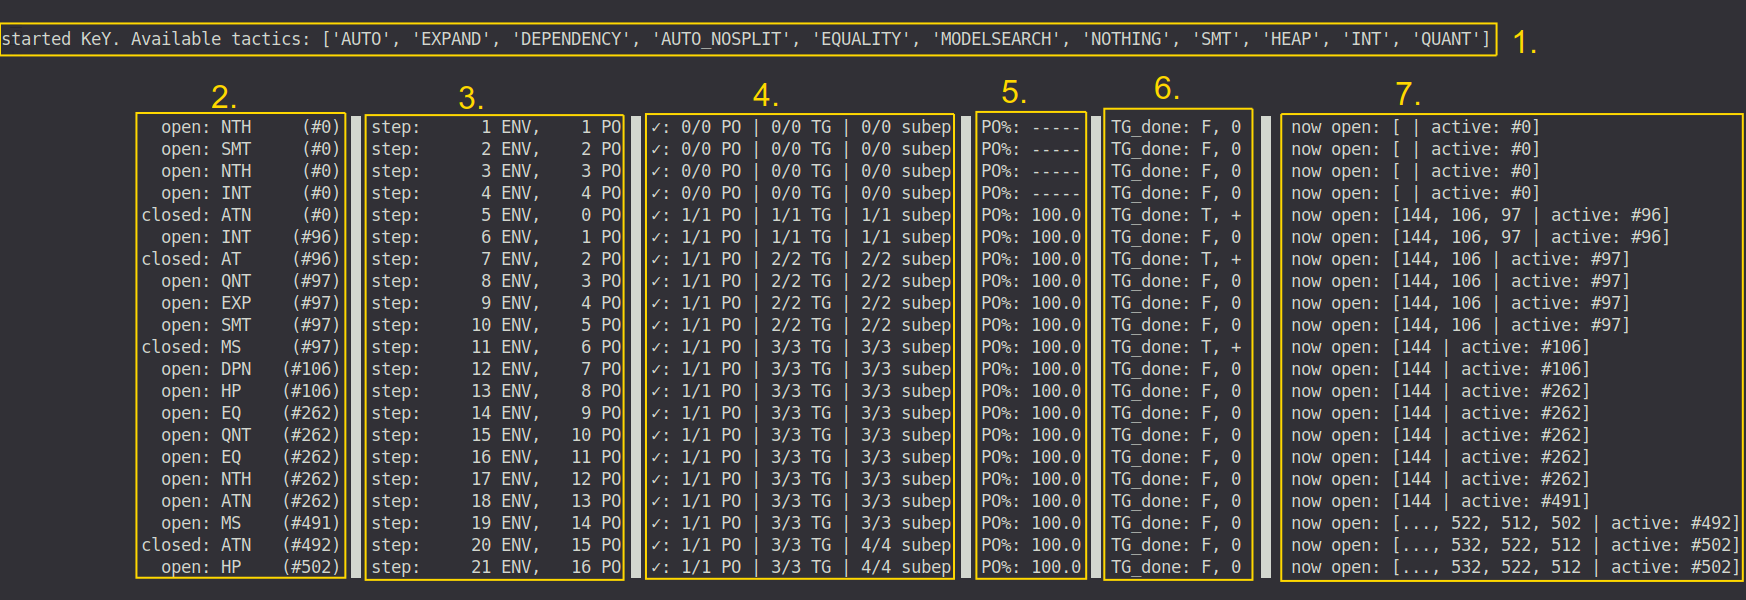 started KeY. Available tactics: ['AUTO', 'EXPAND', 'DEPENDENCY', 'AUTO_NOSPLIT', 'EQUALITY', 'MODELSEARCH', 'NOTHING', 'SMT', 'HEAP', 'INT', 'QUANT'] 1.
2. 3. 4. 5. 6. 7.
open: NTH (#0) step: 1 ENV, 1 PO ✓: 0/0 PO | 0/0 TG | 0/0 subep PO%: ----- TG_done: F, 0 now open: [ | active: #0]
open: SMT (#0) step: 2 ENV, 2 PO ✓: 0/0 PO | 0/0 TG | 0/0 subep PO%: ----- TG_done: F, 0 now open: [ | active: #0]
open: NTH (#0) step: 3 ENV, 3 PO ✓: 0/0 PO | 0/0 TG | 0/0 subep PO%: ----- TG_done: F, 0 now open: [ | active: #0]
open: INT (#0) step: 4 ENV, 4 PO ✓: 0/0 PO | 0/0 TG | 0/0 subep PO%: ----- TG_done: F, 0 now open: [ | active: #0]
closed: ATN (#0) step: 5 ENV, 0 PO ✓: 1/1 PO | 1/1 TG | 1/1 subep PO%: 100.0 TG_done: T, + now open: [144, 106, 97 | active: #96]
open: INT (#96) step: 6 ENV, 1 PO ✓: 1/1 PO | 1/1 TG | 1/1 subep PO%: 100.0 TG_done: F, 0 now open: [144, 106, 97 | active: #96]
closed: AT (#96) step: 7 ENV, 2 PO ✓: 1/1 PO | 2/2 TG | 2/2 subep PO%: 100.0 TG_done: T, + now open: [144, 106 | active: #97]
open: QNT (#97) step: 8 ENV, 3 PO ✓: 1/1 PO | 2/2 TG | 2/2 subep PO%: 100.0 TG_done: F, 0 now open: [144, 106 | active: #97]
open: EXP (#97) step: 9 ENV, 4 PO ✓: 1/1 PO | 2/2 TG | 2/2 subep PO%: 100.0 TG_done: F, 0 now open: [144, 106 | active: #97]
open: SMT (#97) step: 10 ENV, 5 PO ✓: 1/1 PO | 2/2 TG | 2/2 subep PO%: 100.0 TG_done: F, 0 now open: [144, 106 | active: #97]
closed: MS (#97) step: 11 ENV, 6 PO ✓: 1/1 PO | 3/3 TG | 3/3 subep PO%: 100.0 TG_done: T, + now open: [144 | active: #106]
open: DPN (#106) step: 12 ENV, 7 PO ✓: 1/1 PO | 3/3 TG | 3/3 subep PO%: 100.0 TG_done: F, 0 now open: [144 | active: #106]
open: HP (#106) step: 13 ENV, 8 PO ✓: 1/1 PO | 3/3 TG | 3/3 subep PO%: 100.0 TG_done: F, 0 now open: [144 | active: #262]
open: EQ (#262) step: 14 ENV, 9 PO ✓: 1/1 PO | 3/3 TG | 3/3 subep PO%: 100.0 TG_done: F, 0 now open: [144 | active: #262]
open: QNT (#262) step: 15 ENV, 10 PO ✓: 1/1 PO | 3/3 TG | 3/3 subep PO%: 100.0 TG_done: F, 0 now open: [144 | active: #262]
open: EQ (#262) step: 16 ENV, 11 PO ✓: 1/1 PO | 3/3 TG | 3/3 subep PO%: 100.0 TG_done: F, 0 now open: [144 | active: #262]
open: NTH (#262) step: 17 ENV, 12 PO ✓: 1/1 PO | 3/3 TG | 3/3 subep PO%: 100.0 TG_done: F, 0 now open: [144 | active: #262]
open: ATN (#262) step: 18 ENV, 13 PO ✓: 1/1 PO | 3/3 TG | 3/3 subep PO%: 100.0 TG_done: F, 0 now open: [144 | active: #491]
open: MS (#491) step: 19 ENV, 14 PO ✓: 1/1 PO | 3/3 TG | 3/3 subep PO%: 100.0 TG_done: F, 0 now open: [..., 522, 512, 502 | active: #492]
closed: ATN (#492) step: 20 ENV, 15 PO ✓: 1/1 PO | 3/3 TG | 4/4 subep PO%: 100.0 TG_done: F, 0 now open: [..., 532, 522, 512 | active: #502]
open: HP (#502) step: 21 ENV, 16 PO ✓: 1/1 PO | 3/3 TG | 4/4 subep PO%: 100.0 TG_done: F, 0 now open: [..., 532, 522, 512 | active: #502]